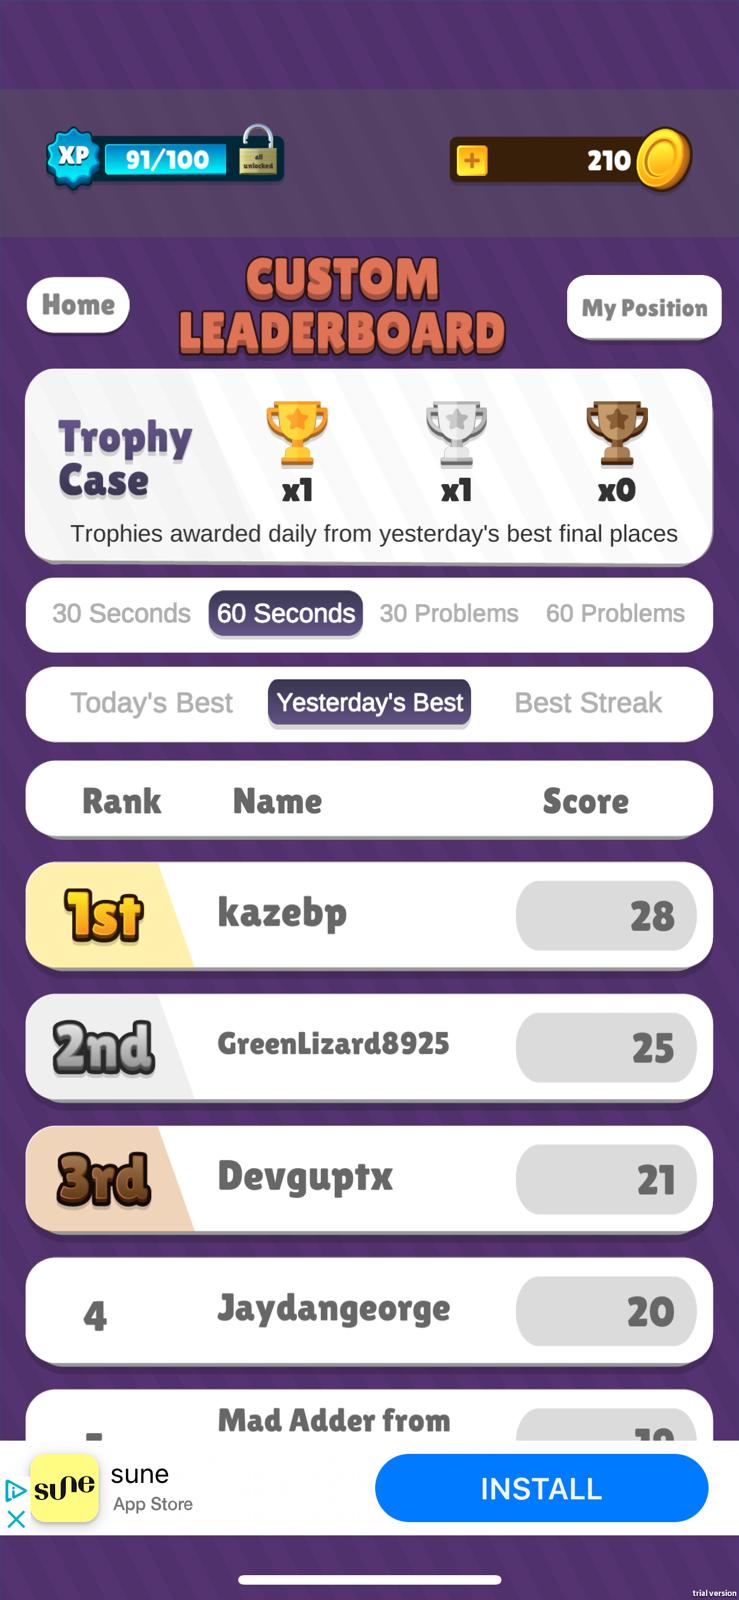 XP
91/100
all
unlocked
210
Home
CUSTOM
LEADERBOARD
My Position
Trophy
Case
x1
x1
x0
Trophies awarded daily from yesterday's best final places
30 Seconds
60 Seconds
30 Problems
60 Problems
Today's Best
Yesterday's Best
Best Streak
Rank
Name
Score
1st
kazebp
28
2nd
GreenLizard8925
25
3rd
Devguptx
21
4
Jaydangeorge
20
Mad Adder from
sune
sune
App Store
INSTALL
trial version